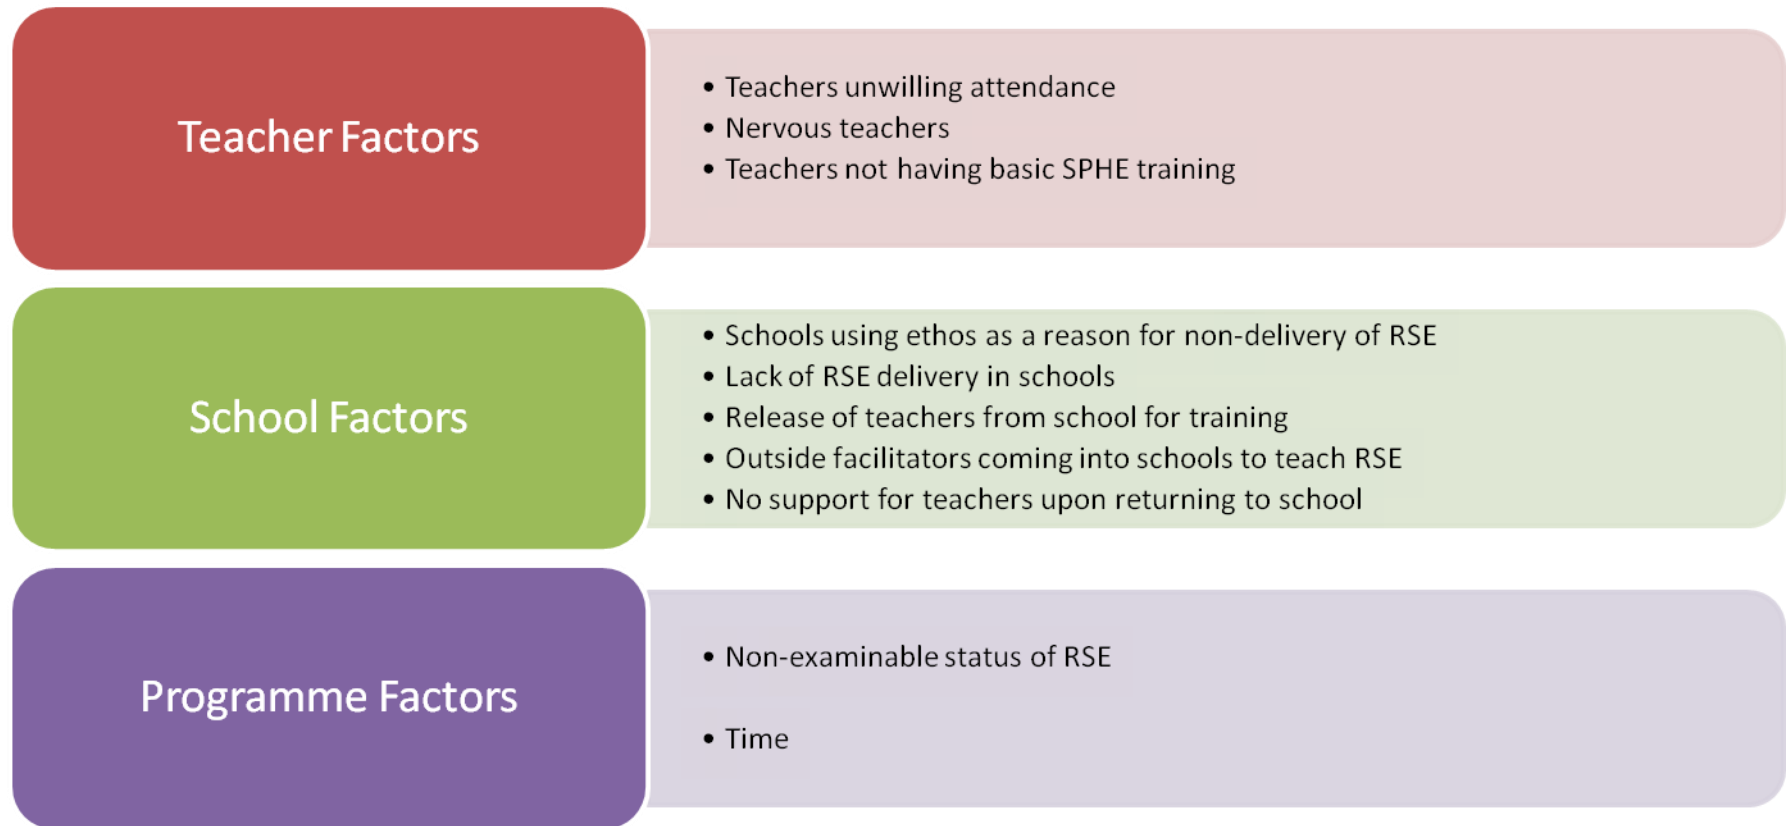 Teacher Factors
• Teachers unwilling attendance
• Nervous teachers
• Teachers not having basic SPHE training
School Factors
• Schools using ethos as a reason for non-delivery of RSE
• Lack of RSE delivery in schools
• Release of teachers from school for training
• Outside facilitators coming into schools to teach RSE
• No support for teachers upon returning to school
Programme Factors
• Non-examinable status of RSE
• Time